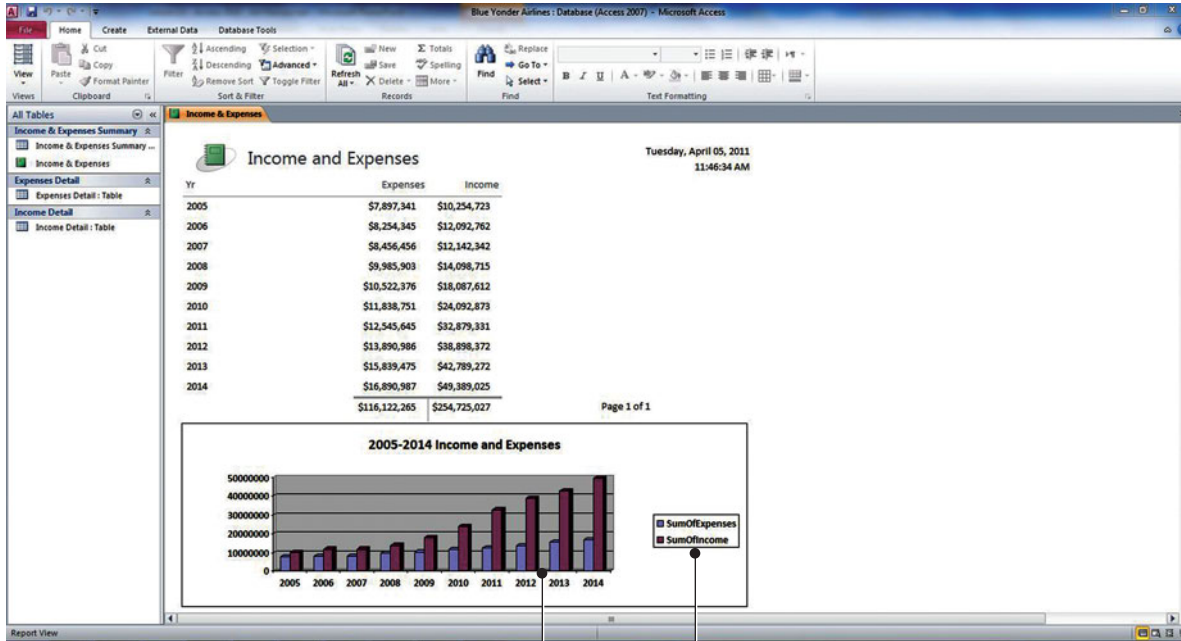 Blue Yonder Airlines : Database (Access 2007) - Microsoft Access
File Home Create External Data Database Tools
View
Views
Paste
Cut
Copy
Format Painter
Clipboard
Filter
Ascending
Descending
Remove Sort
Selection
Advanced
Toggle Filter
Sort & Filter
Refresh All
New
Save
Delete
Totals
Spelling
More
Records
Find
Replace
Go To
Select
Find
B I U A
Text Formatting
All Tables
Income & Expenses Summary
Income & Expenses Summary ...
Income & Expenses
Expenses Detail
Expenses Detail : Table
Income Detail
Income Detail : Table
Income & Expenses
Income and Expenses
Tuesday, April 05, 2011
11:46:34 AM
Yr Expenses Income
2005 $7,897,341 $10,254,723
2006 $8,254,345 $12,092,762
2007 $8,456,456 $12,142,342
2008 $9,985,903 $14,098,715
2009 $10,522,376 $18,087,612
2010 $11,838,751 $24,092,873
2011 $12,545,645 $32,879,331
2012 $13,890,986 $38,898,372
2013 $15,839,475 $42,789,272
2014 $16,890,987 $49,389,025
$116,122,265 $254,725,027
Page 1 of 1
2005-2014 Income and Expenses
50000000
40000000
30000000
20000000
10000000
0
2005 2006 2007 2008 2009 2010 2011 2012 2013 2014
SumOfExpenses
SumOfIncome
Report View